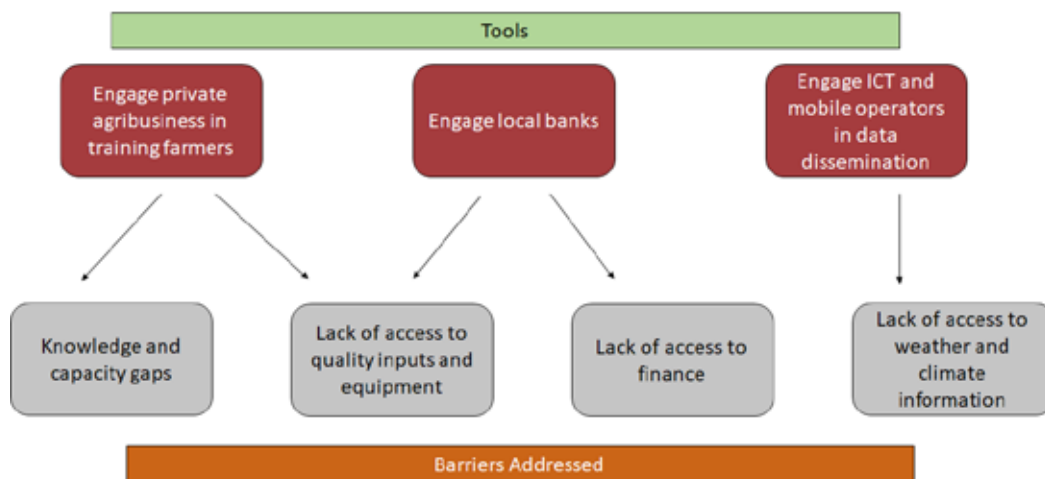 Tools
Engage private
agribusiness in
training farmers
Engage local banks
Engage ICT and
mobile operators
in data
dissemination
Knowledge and
capacity gaps
Lack of access to
quality inputs and
equipment
Lack of access to
finance
Lack of access to
weather and
climate
information
Barriers Addressed